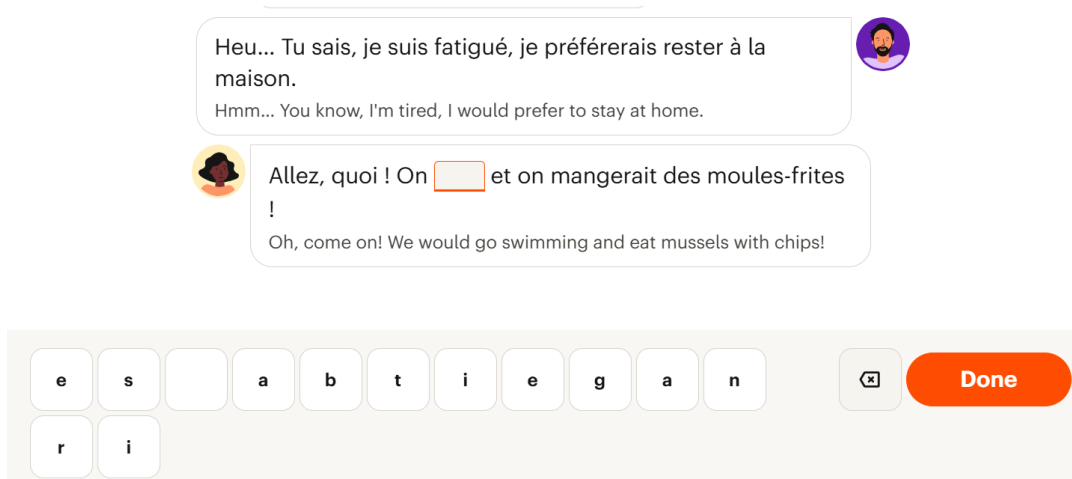 Heu... Tu sais, je suis fatigué, je préférerais rester à la
maison.
Hmm... You know, I'm tired, I would prefer to stay at home.
Allez, quoi ! On et on mangerait des moules-frites
!
Oh, come on! We would go swimming and eat mussels with chips!
e s a b t i e g a n
Done
r i